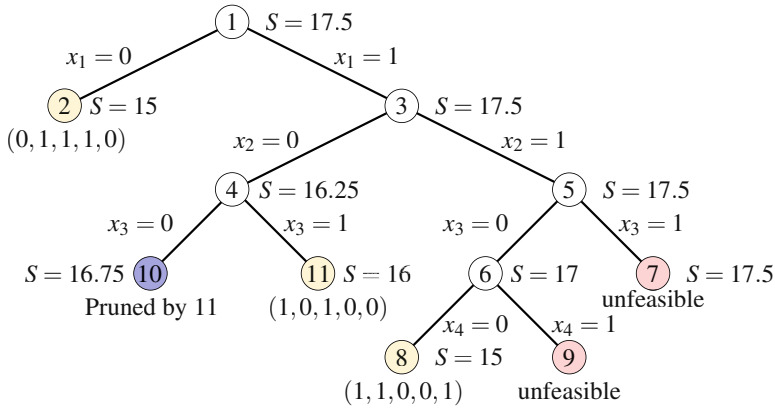 1 S = 17.5
x₁ = 0 x₁ = 1
2 S = 15 3 S = 17.5
(0,1,1,1,0)
x₂ = 0 x₂ = 1
4 S = 16.25 5 S = 17.5
x₃ = 0 x₃ = 1 x₃ = 0 x₃ = 1
S = 16.75 10 11 S = 16 6 S = 17 7 S = 17.5
Pruned by 11 (1,0,1,0,0) unfeasible
x₄ = 0 x₄ = 1
8 S = 15 9
(1,1,0,0,1) unfeasible